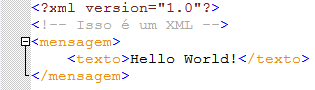 <?xml version="1.0"?>
<!-- Isso é um XML -->
<mensagem>
<texto>Hello World!</texto>
</mensagem>